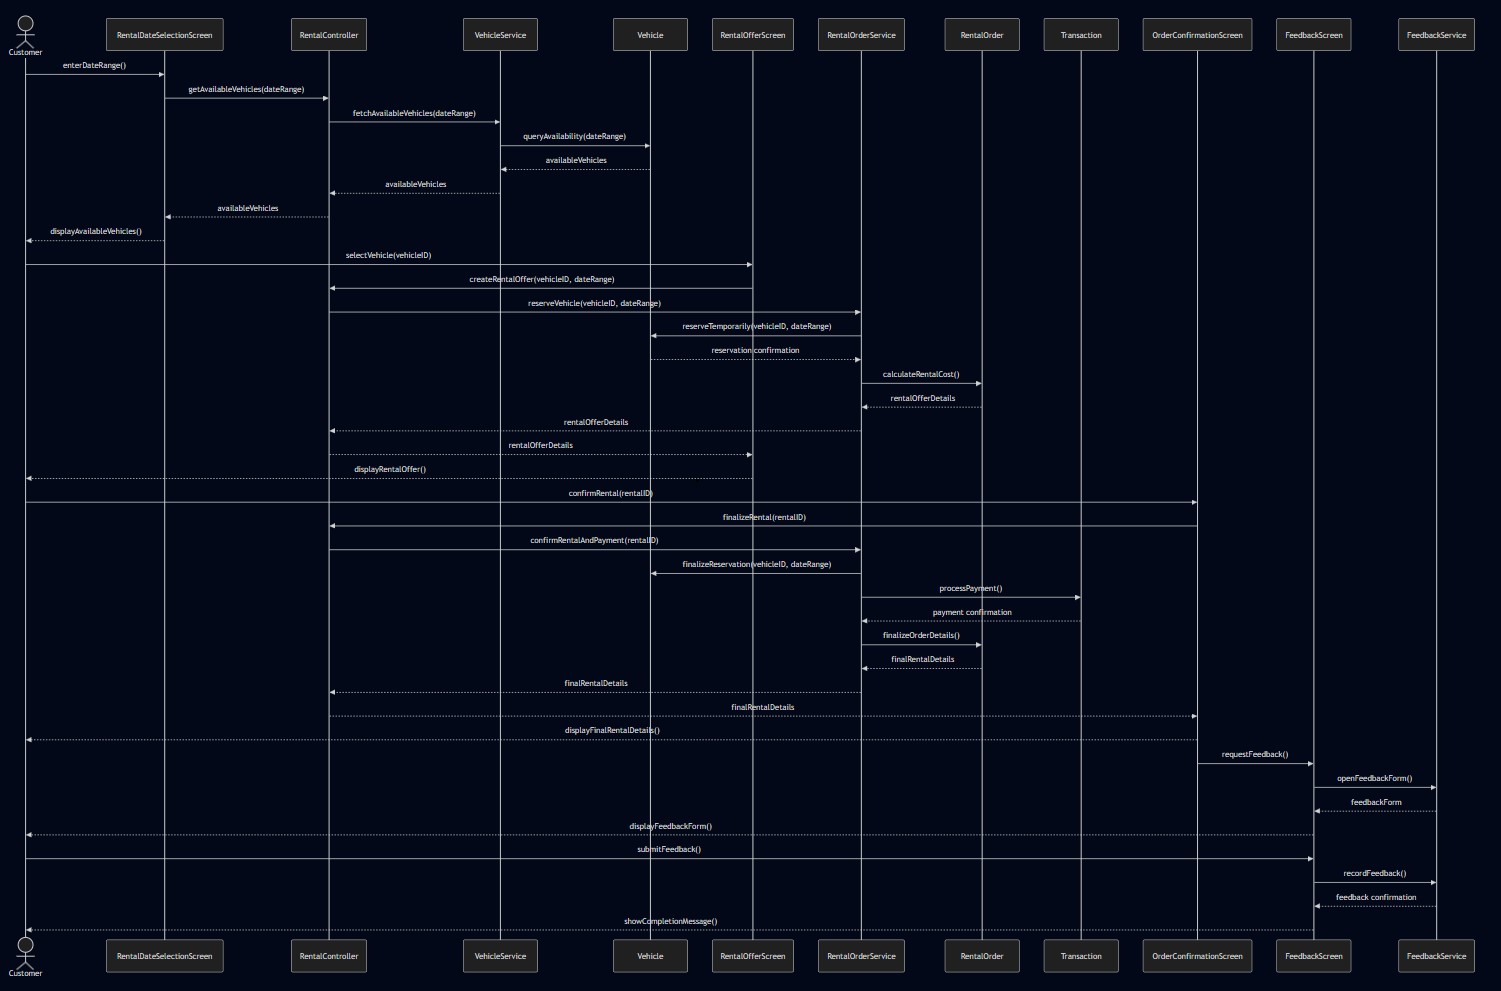 Customer
RentalDateSelectionScreen
RentalController
VehicleService
Vehicle
RentalOfferScreen
RentalOrderService
RentalOrder
Transaction
OrderConfirmationScreen
FeedbackScreen
FeedbackService
enterDateRange()
getAvailableVehicles(dateRange)
fetchAvailableVehicles(dateRange)
queryAvailability(dateRange)
availableVehicles
availableVehicles
availableVehicles
displayAvailableVehicles()
selectVehicle(vehicleID)
createRentalOffer(vehicleID, dateRange)
reserveVehicle(vehicleID, dateRange)
reserveTemporarily(vehicleID, dateRange)
reservation confirmation
calculateRentalCost()
rentalOfferDetails
rentalOfferDetails
rentalOfferDetails
displayRentalOffer()
confirmRental(rentalID)
finalizeRental(rentalID)
confirmRentalAndPayment(rentalID)
finalizeReservation(vehicleID, dateRange)
processPayment()
payment confirmation
finalizeOrderDetails()
finalRentalDetails
finalRentalDetails
finalRentalDetails
displayFinalRentalDetails()
requestFeedback()
openFeedbackForm()
feedbackForm
displayFeedbackForm()
submitFeedback()
recordFeedback()
feedback confirmation
showCompletionMessage()
Customer
RentalDateSelectionScreen
RentalController
VehicleService
Vehicle
RentalOfferScreen
RentalOrderService
RentalOrder
Transaction
OrderConfirmationScreen
FeedbackScreen
FeedbackService